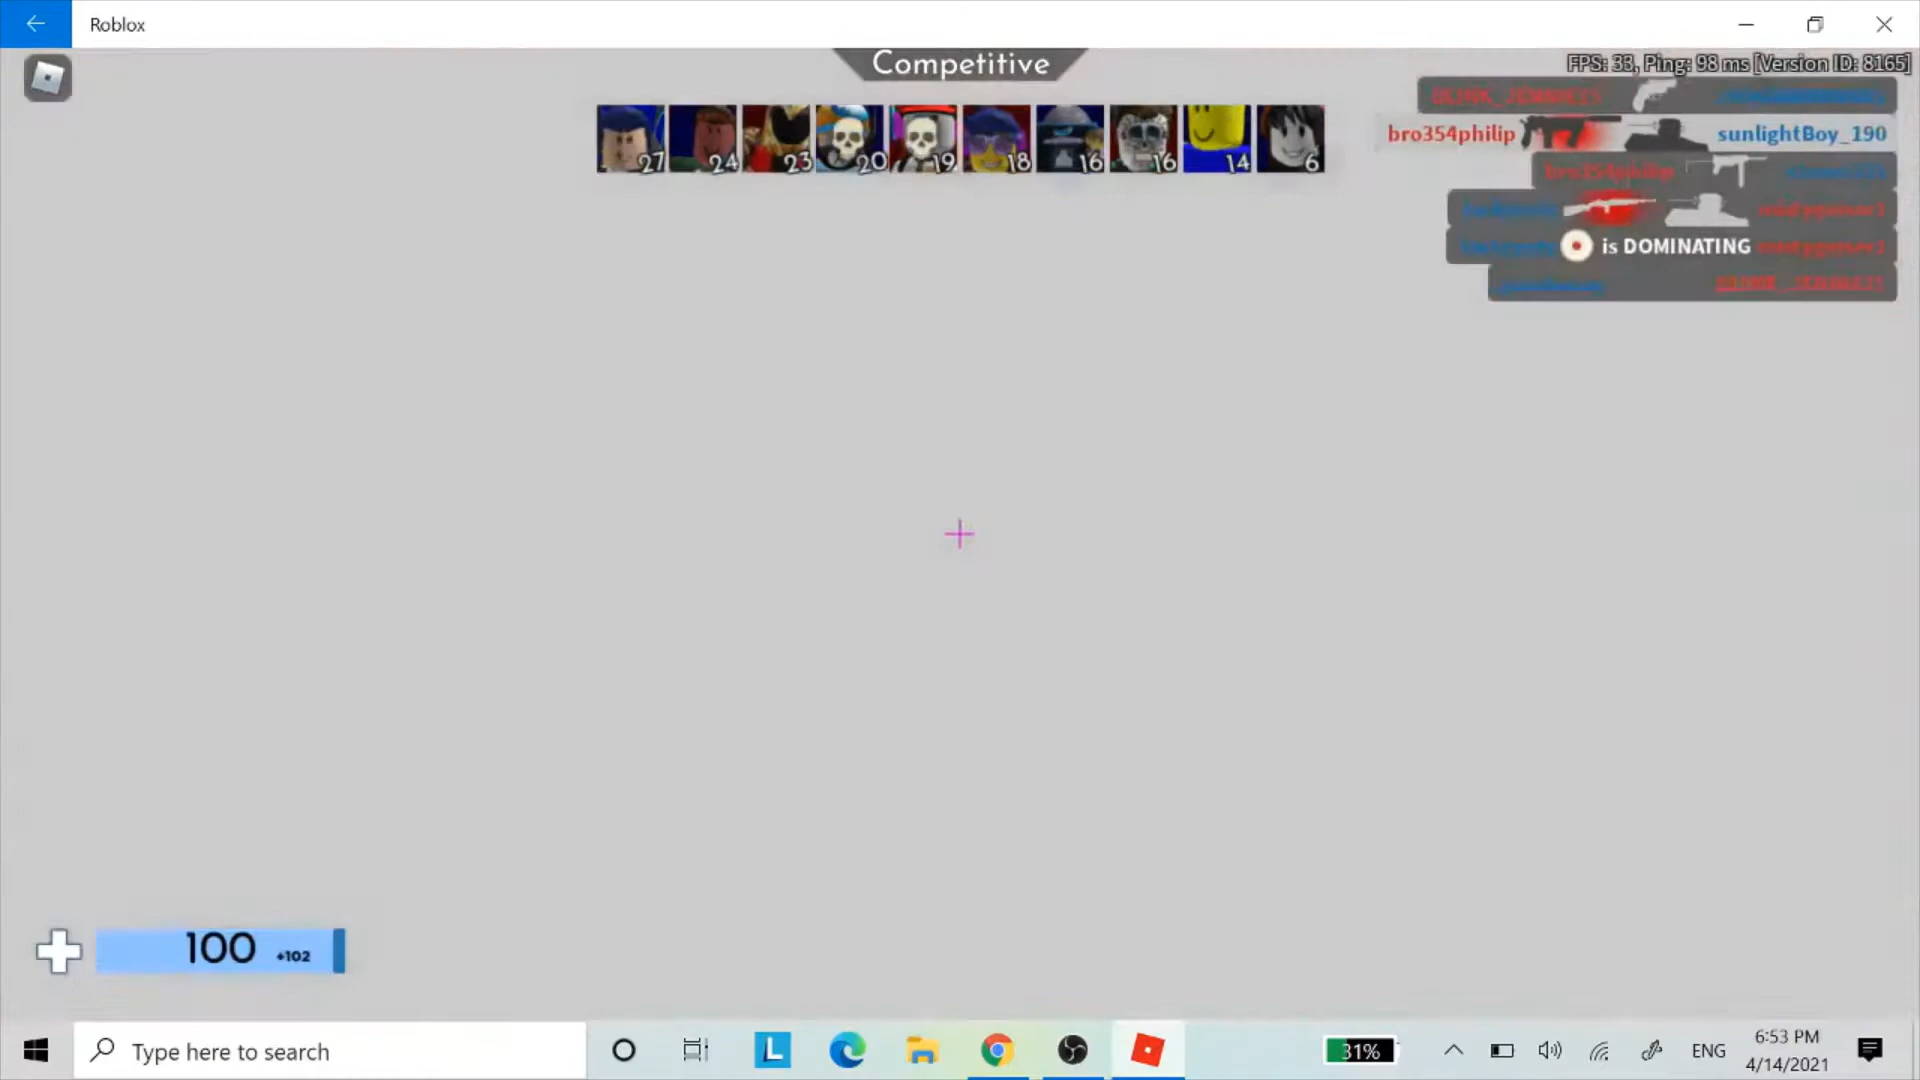 Roblox
Competitive
FPS: 33, Ping: 98 ms [Version ID: 8165]
27 24 23 20 19 18 16 16 14 6
bro354philip sunlightBoy_190
bro354philip
is DOMINATING
100 +102
Type here to search
L
31%
ENG
6:53 PM
4/14/2021